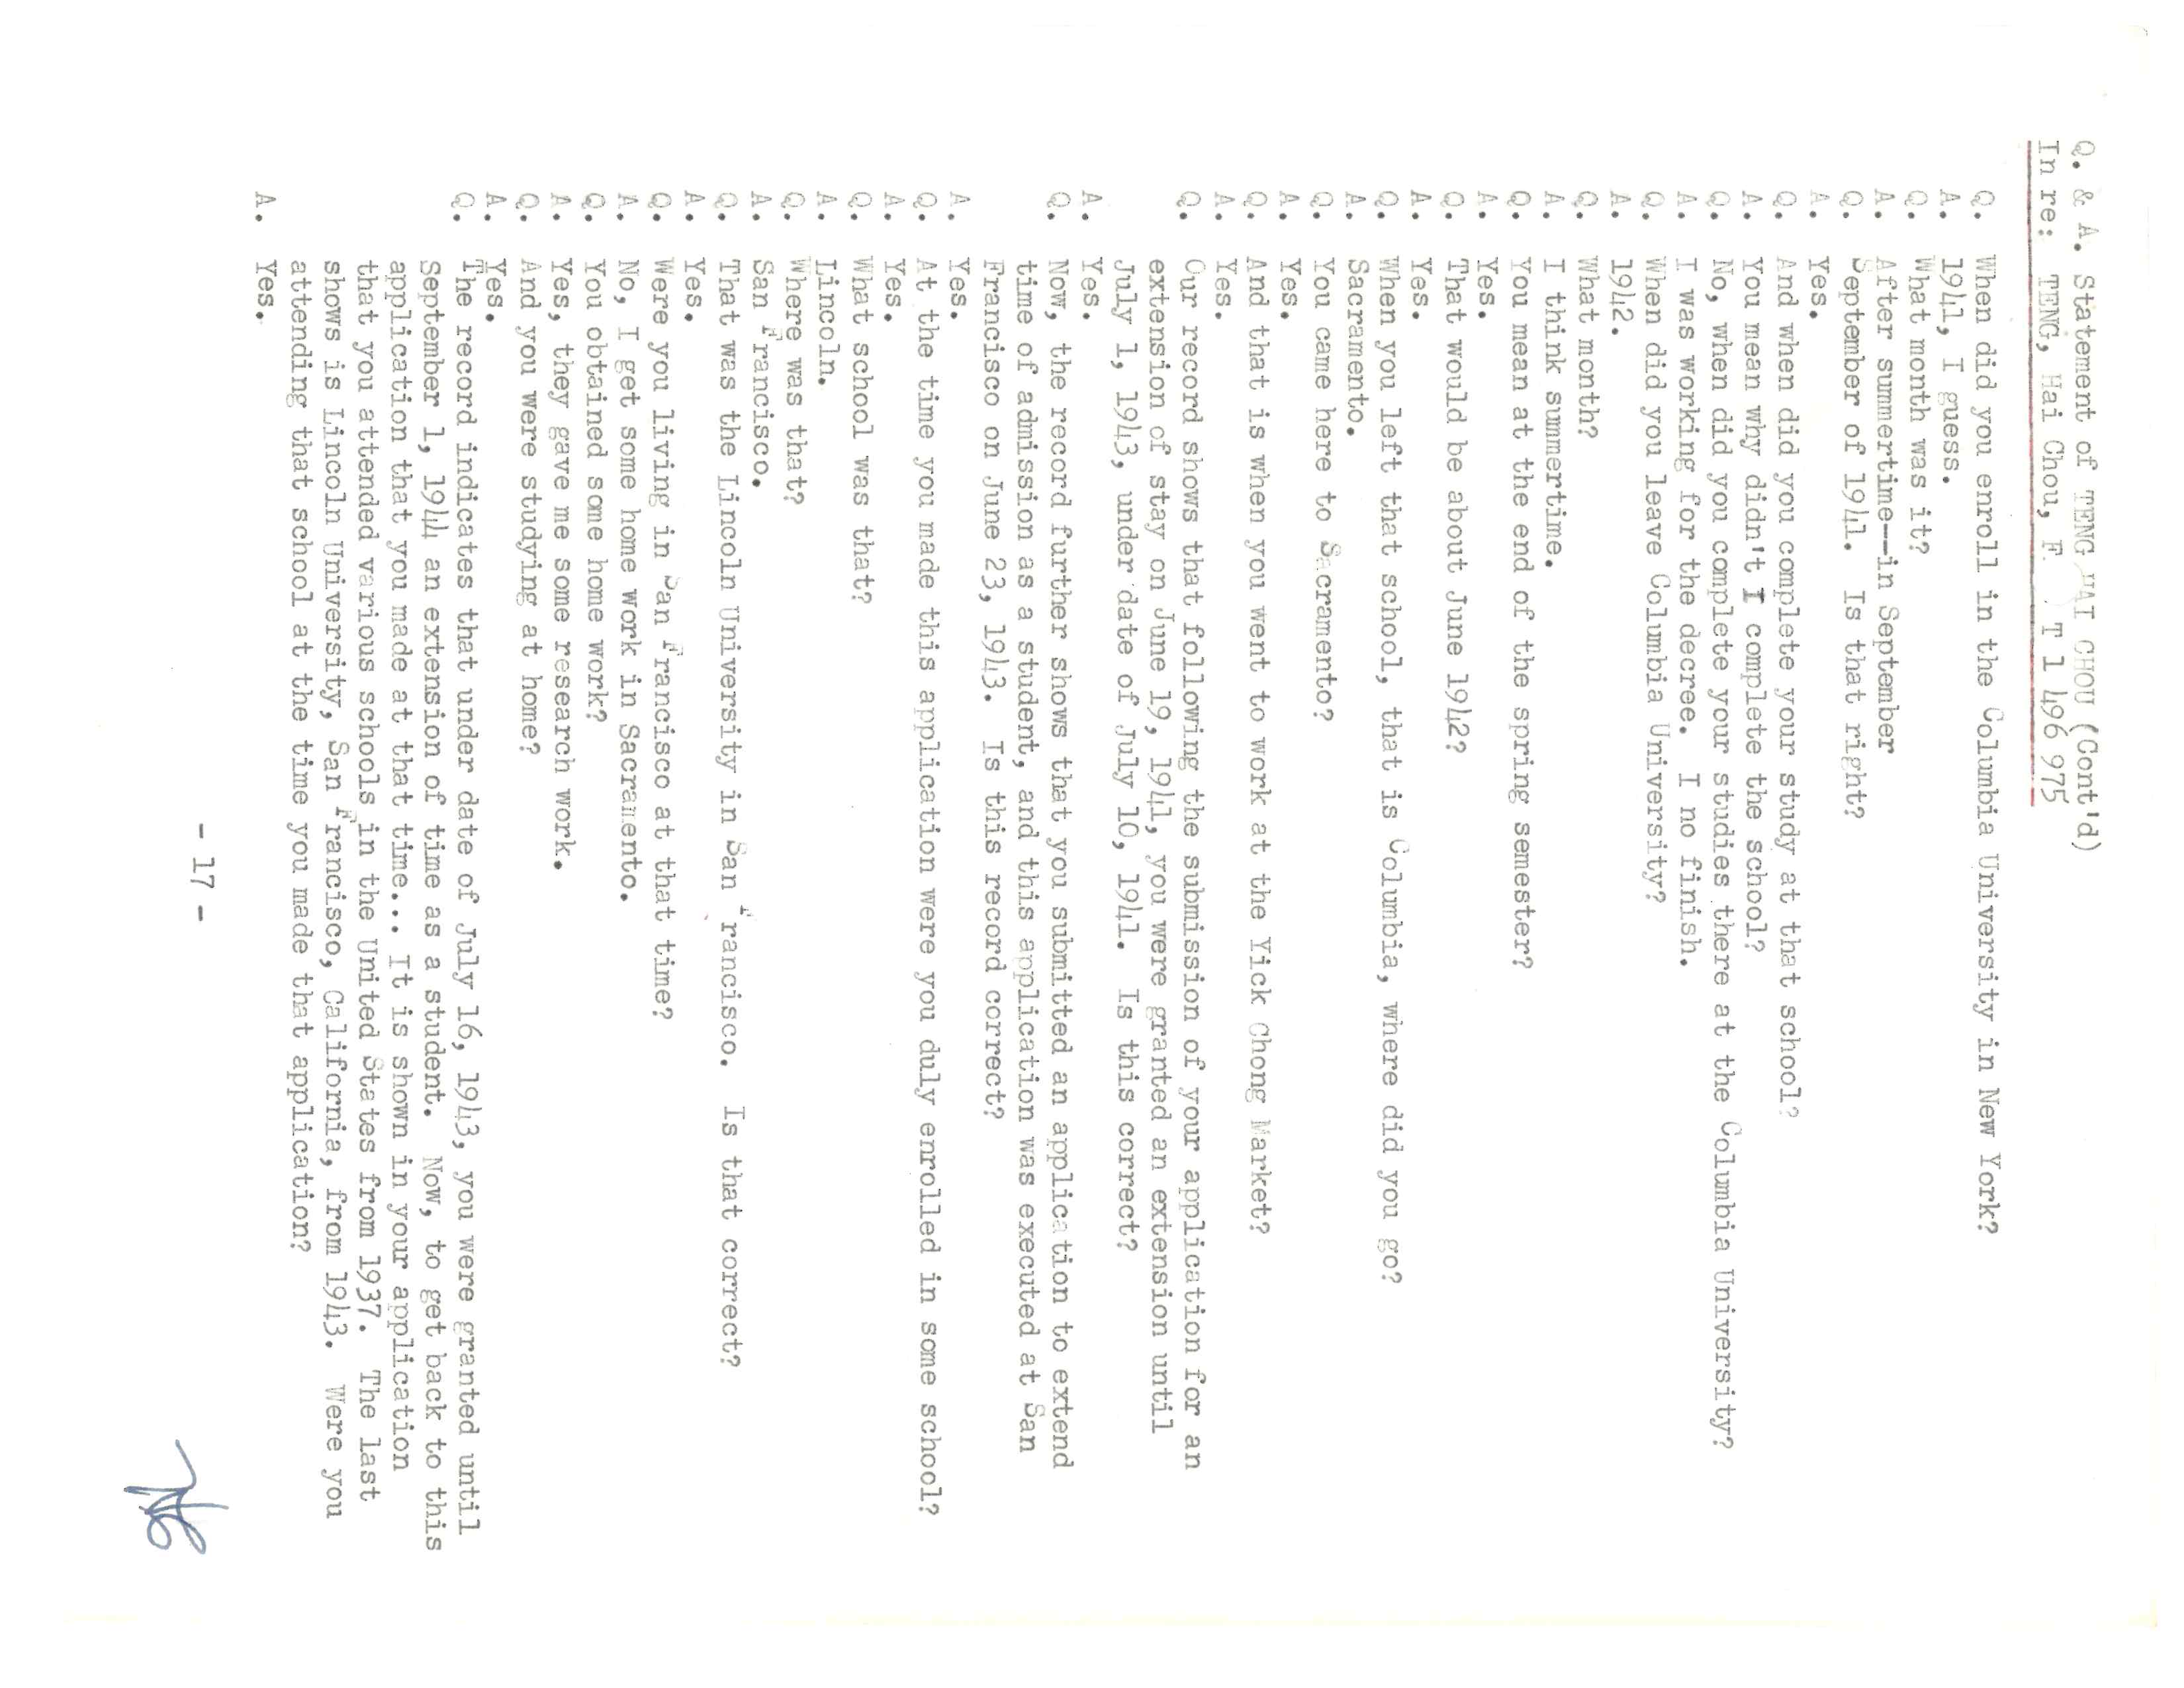 Q. & A. Statement of TENG HAI CHOU (Cont'd)
In re: TENG, Hai Chou, F. T 1 496 975
Q. When did you enroll in the Columbia University in New York?
A. 1941, I guess.
Q. What month was it?
A. After summertime--in September
Q. September of 1941. Is that right?
A. Yes.
Q. And when did you complete your study at that school?
A. You mean why didn't I complete the school?
Q. No, when did you complete your studies there at the Columbia University?
A. I was working for the decree. I no finish.
Q. When did you leave Columbia University?
A. 1942.
Q. What month?
A. I think summertime.
Q. You mean at the end of the spring semester?
A. Yes.
Q. That would be about June 1942?
A. Yes.
Q. When you left that school, that is Columbia, where did you go?
A. Sacramento.
Q. You came here to Sacramento?
A. Yes.
Q. And that is when you went to work at the Yick Chong Market?
A. Yes.
Q. Our record shows that following the submission of your application for an
extension of stay on June 19, 1941, you were granted an extension until
July 1, 1943, under date of July 10, 1941. Is this correct?
A. Yes.
Q. Now, the record further shows that you submitted an application to extend
time of admission as a student, and this application was executed at San
Francisco on June 23, 1943. Is this record correct?
A. Yes.
Q. At the time you made this application were you duly enrolled in some school?
A. Yes.
Q. What school was that?
A. Lincoln.
Q. Where was that?
A. San Francisco.
Q. That was the Lincoln University in San Francisco. Is that correct?
A. Yes.
Q. Were you living in San Francisco at that time?
A. No, I get some home work in Sacramento.
Q. You obtained some home work?
A. Yes, they gave me some research work.
Q. And you were studying at home?
A. Yes.
Q. The record indicates that under date of July 16, 1943, you were granted until
September 1, 1944 an extension of time as a student. Now, to get back to this
application that you made at that time... It is shown in your application
that you attended various schools in the United States from 1937. The last
shows is Lincoln University, San Francisco, California, from 1943. Were you
attending that school at the time you made that application?
A. Yes.
- 17 -